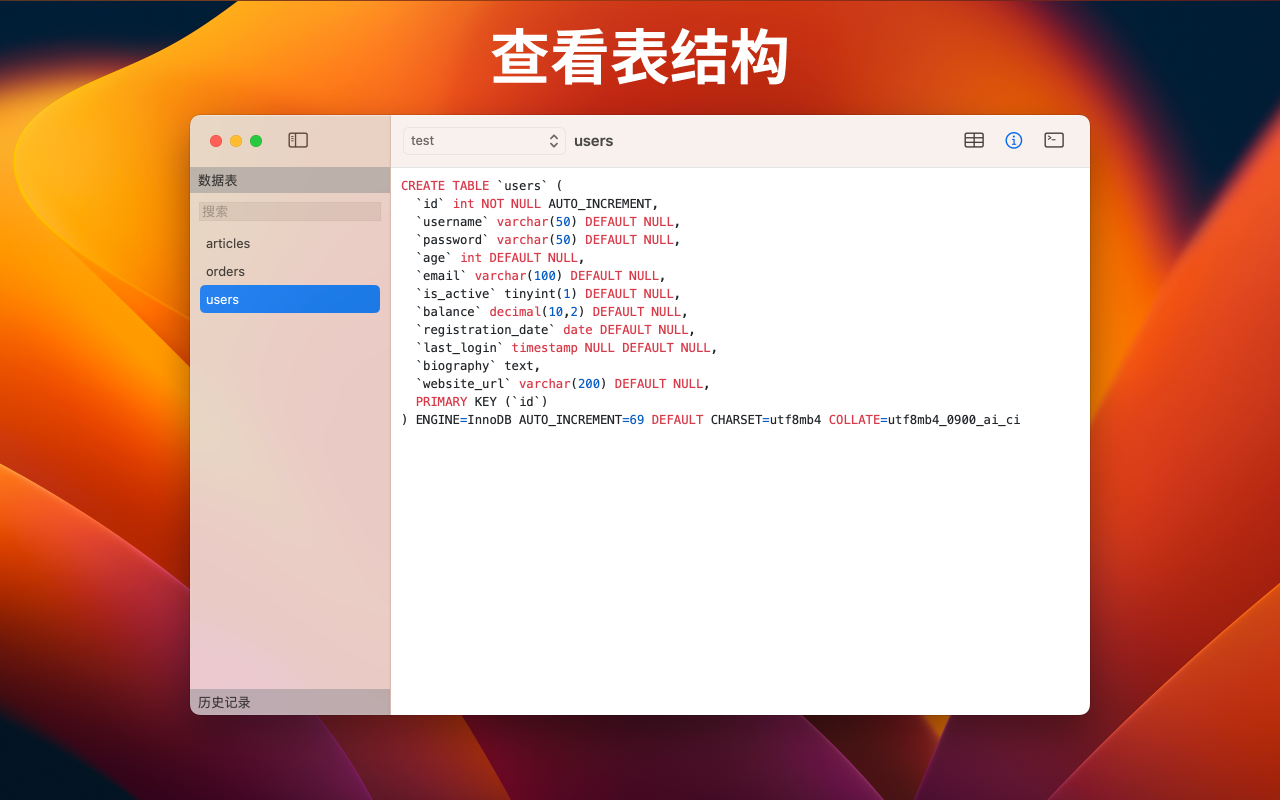 查看表结构
test
users
数据表
搜索
articles
orders
users
历史记录
CREATE TABLE `users` (
  `id` int NOT NULL AUTO_INCREMENT,
  `username` varchar(50) DEFAULT NULL,
  `password` varchar(50) DEFAULT NULL,
  `age` int DEFAULT NULL,
  `email` varchar(100) DEFAULT NULL,
  `is_active` tinyint(1) DEFAULT NULL,
  `balance` decimal(10,2) DEFAULT NULL,
  `registration_date` date DEFAULT NULL,
  `last_login` timestamp NULL DEFAULT NULL,
  `biography` text,
  `website_url` varchar(200) DEFAULT NULL,
  PRIMARY KEY (`id`)
) ENGINE=InnoDB AUTO_INCREMENT=69 DEFAULT CHARSET=utf8mb4 COLLATE=utf8mb4_0900_ai_ci